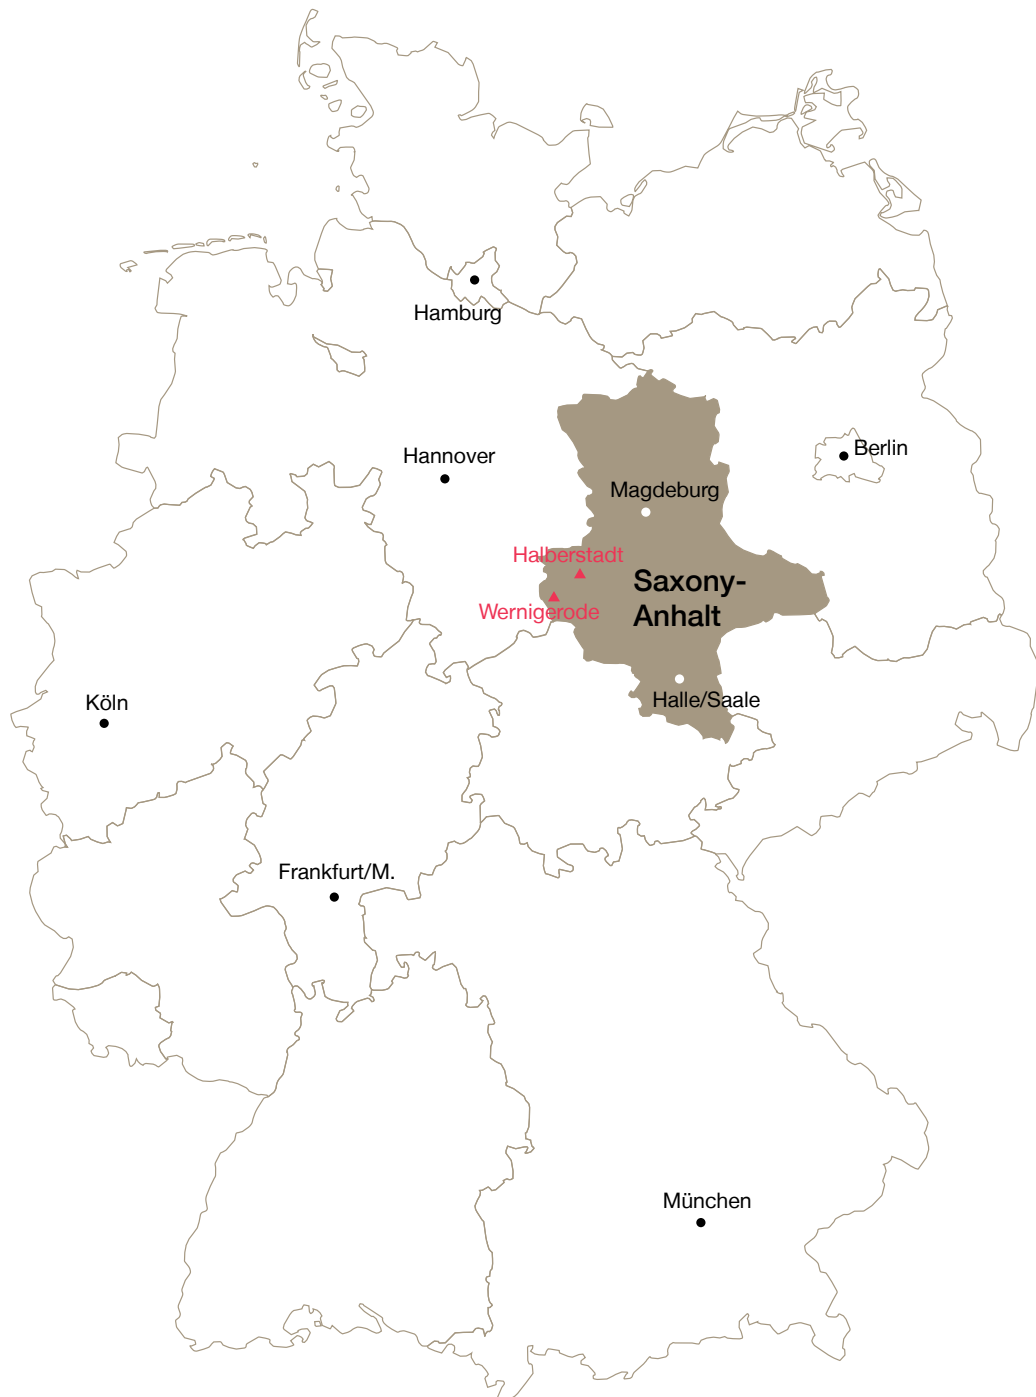 Hamburg
Berlin
Hannover
Magdeburg
Halberstadt
Saxony-
Anhalt
Wernigerode
Halle/Saale
Köln
Frankfurt/M.
München